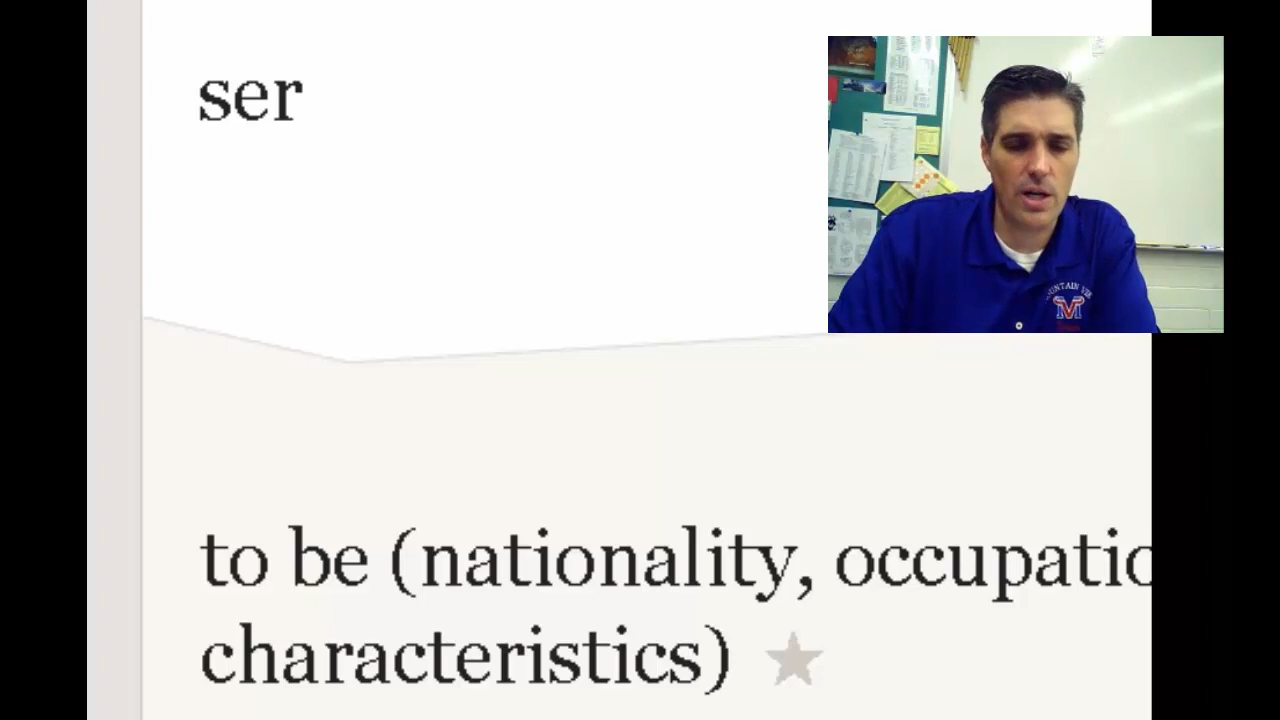 ser
to be (nationality, occupatio
characteristics)